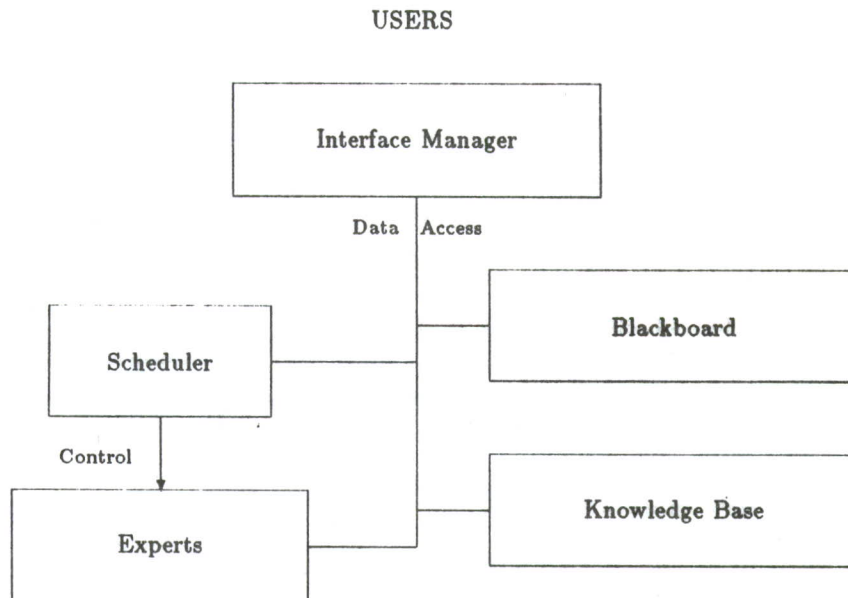 USERS
Interface Manager
Data Access
Blackboard
Scheduler
Control
Knowledge Base
Experts